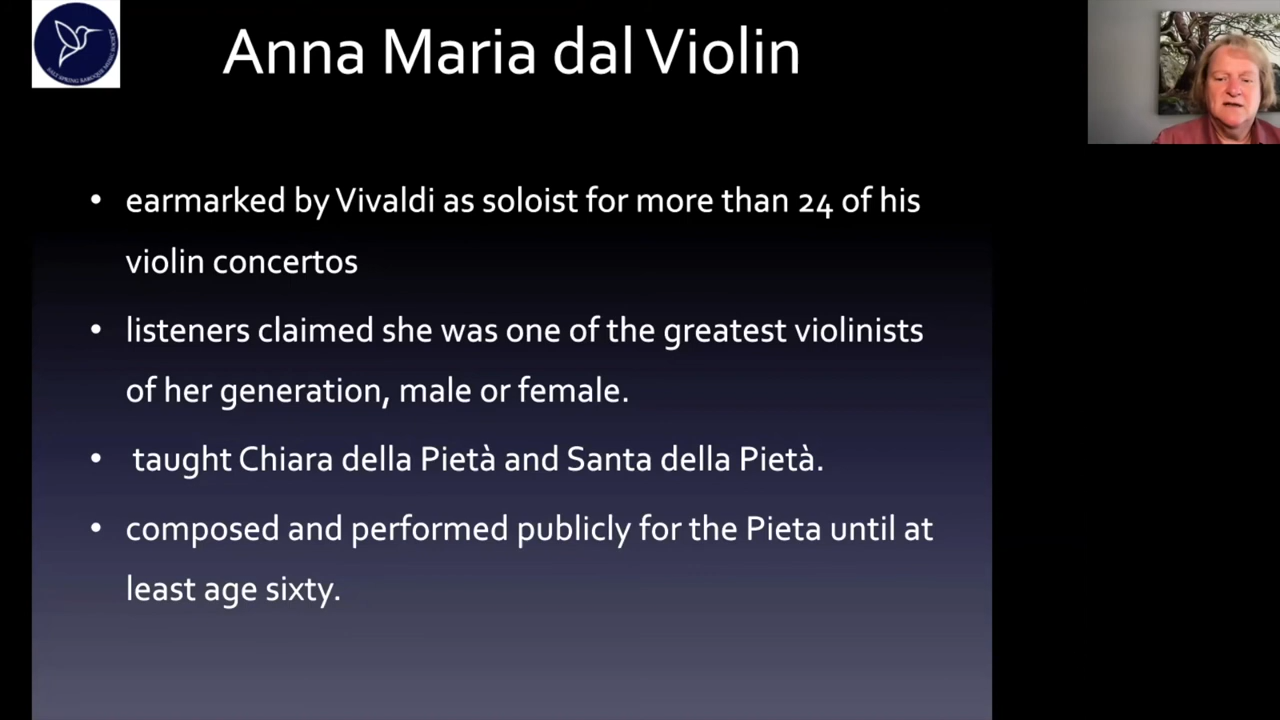 Anna Maria dal Violin
• earmarked by Vivaldi as soloist for more than 24 of his
violin concertos
• listeners claimed she was one of the greatest violinists
of her generation, male or female.
• taught Chiara della Pietà and Santa della Pietà.
• composed and performed publicly for the Pieta until at
least age sixty.